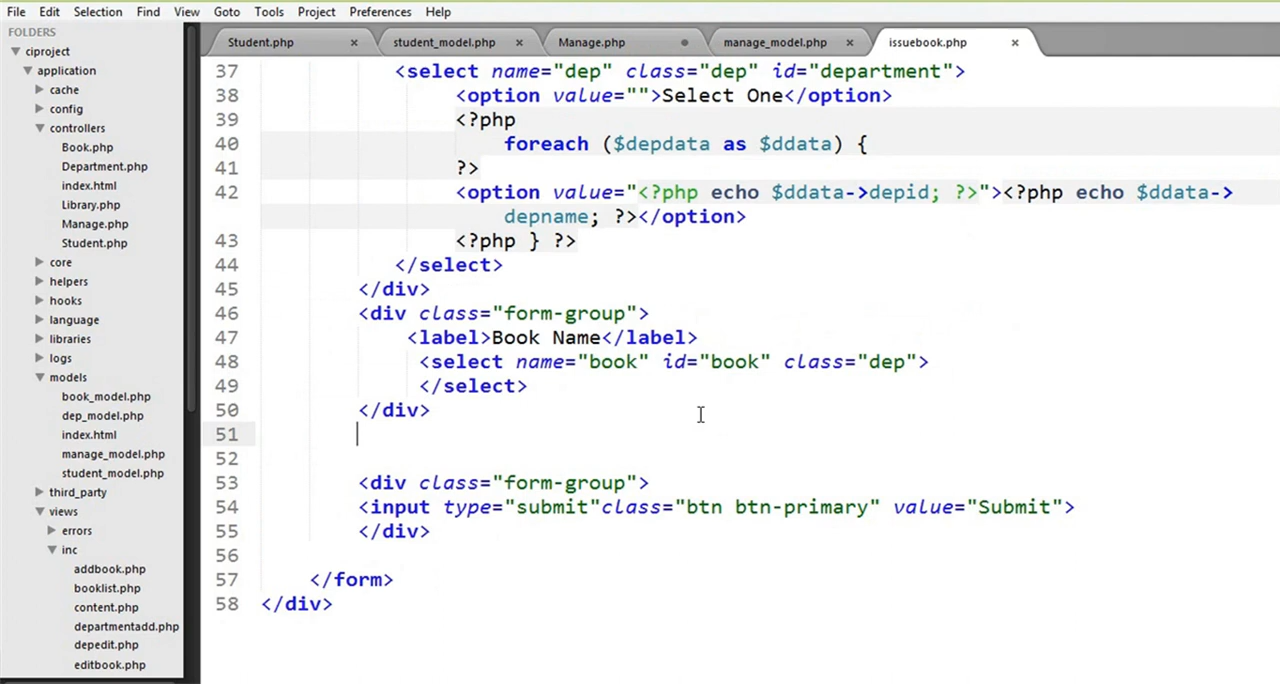 File Edit Selection Find View Goto Tools Project Preferences Help
FOLDERS
ciproject
application
cache
config
controllers
Book.php
Department.php
index.html
Library.php
Manage.php
Student.php
core
helpers
hooks
language
libraries
logs
models
book_model.php
dep_model.php
index.html
manage_model.php
student_model.php
third_party
views
errors
inc
addbook.php
booklist.php
content.php
departmentadd.php
depedit.php
editbook.php
Student.php × student_model.php × Manage.php manage_model.php × issuebook.php ×
37 <select name="dep" class="dep" id="department">
38 <option value="">Select One</option>
39 <?php
40 foreach ($depdata as $ddata) {
41 ?>
42 <option value="<?php echo $ddata->depid; ?>"><?php echo $ddata->
depname; ?></option>
43 <?php } ?>
44 </select>
45 </div>
46 <div class="form-group">
47 <label>Book Name</label>
48 <select name="book" id="book" class="dep">
49 </select>
50 </div>
51
52
53 <div class="form-group">
54 <input type="submit"class="btn btn-primary" value="Submit">
55 </div>
56
57 </form>
58 </div>